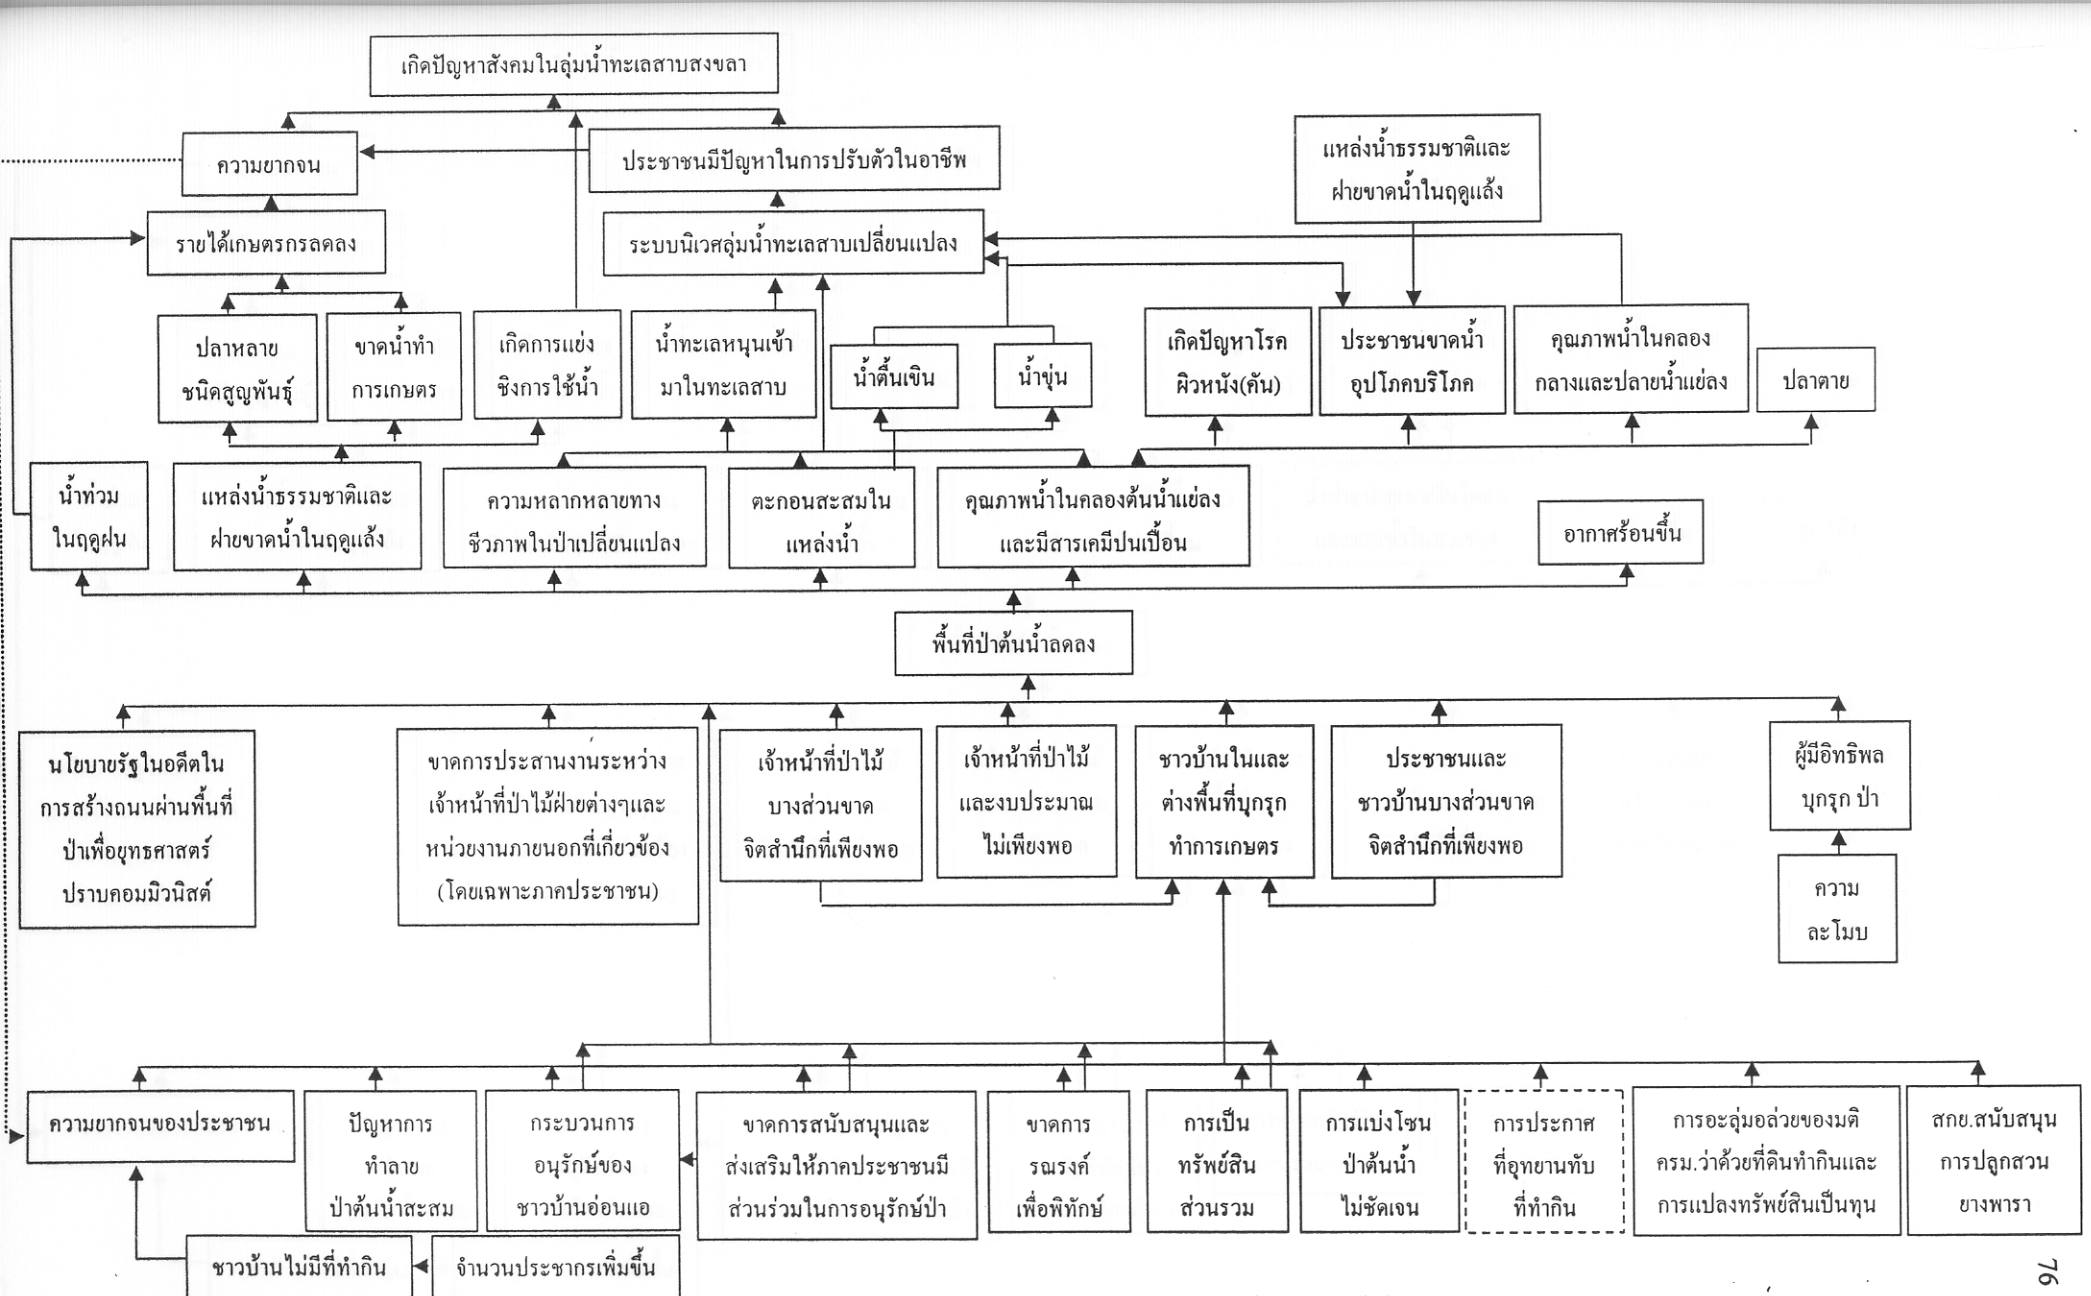 เกิดปัญหาสังคมในลุ่มน้ำทะเลสาบสงขลา
ความยากจน
ประชาชนมีปัญหาในการปรับตัวในอาชีพ
แหล่งน้ำธรรมชาติและ
ฝายขาดน้ำในฤดูแล้ง
รายได้เกษตรกรลดลง
ระบบนิเวศลุ่มน้ำทะเลสาบเปลี่ยนแปลง
ปลาหลาย
ชนิดสูญพันธุ์
ขาดน้ำทำ
การเกษตร
เกิดการแย่ง
ชิงการใช้น้ำ
น้ำทะเลหนุนเข้า
มาในทะเลสาบ
น้ำตื้นเขิน
น้ำขุ่น
เกิดปัญหาโรค
ผิวหนัง(คัน)
ประชาชนขาดน้ำ
อุปโภคบริโภค
คุณภาพน้ำในคลอง
กลางและปลายน้ำแย่ลง
ปลาตาย
น้ำท่วม
ในฤดูฝน
แหล่งน้ำธรรมชาติและ
ฝายขาดน้ำในฤดูแล้ง
ความหลากหลายทาง
ชีวภาพในป่าเปลี่ยนแปลง
ตะกอนสะสมใน
แหล่งน้ำ
คุณภาพน้ำในคลองต้นน้ำแย่ลง
และมีสารเคมีปนเปื้อน
อากาศร้อนขึ้น
พื้นที่ป่าต้นน้ำลดลง
นโยบายรัฐในอดีตใน
การสร้างถนนผ่านพื้นที่
ป่าเพื่อยุทธศาสตร์
ปราบคอมมิวนิสต์
ขาดการประสานงานระหว่าง
เจ้าหน้าที่ป่าไม้ฝ่ายต่างๆและ
หน่วยงานภายนอกที่เกี่ยวข้อง
(โดยเฉพาะภาคประชาชน)
เจ้าหน้าที่ป่าไม้
บางส่วนขาด
จิตสำนึกที่เพียงพอ
เจ้าหน้าที่ป่าไม้
และงบประมาณ
ไม่เพียงพอ
ชาวบ้านในและ
ต่างพื้นที่บุกรุก
ทำการเกษตร
ประชาชนและ
ชาวบ้านบางส่วนขาด
จิตสำนึกที่เพียงพอ
ผู้มีอิทธิพล
บุกรุก ป่า
ความ
ละโมบ
ความยากจนของประชาชน
ปัญหาการ
ทำลาย
ป่าต้นน้ำสะสม
กระบวนการ
อนุรักษ์ของ
ชาวบ้านอ่อนแอ
ขาดการสนับสนุนและ
ส่งเสริมให้ภาคประชาชนมี
ส่วนร่วมในการอนุรักษ์ป่า
ขาดการ
รณรงค์
เพื่อพิทักษ์
การเป็น
ทรัพย์สิน
ส่วนรวม
การแบ่งโซน
ป่าต้นน้ำ
ไม่ชัดเจน
การประกาศ
ที่อุทยานทับ
ที่ทำกิน
การอะลุ่มอล่วยของมติ
ครม.ว่าด้วยที่ดินทำกินและ
การแปลงทรัพย์สินเป็นทุน
สกย.สนับสนุน
การปลูกสวน
ยางพารา
ชาวบ้านไม่มีที่ทำกิน
จำนวนประชากรเพิ่มขึ้น
76